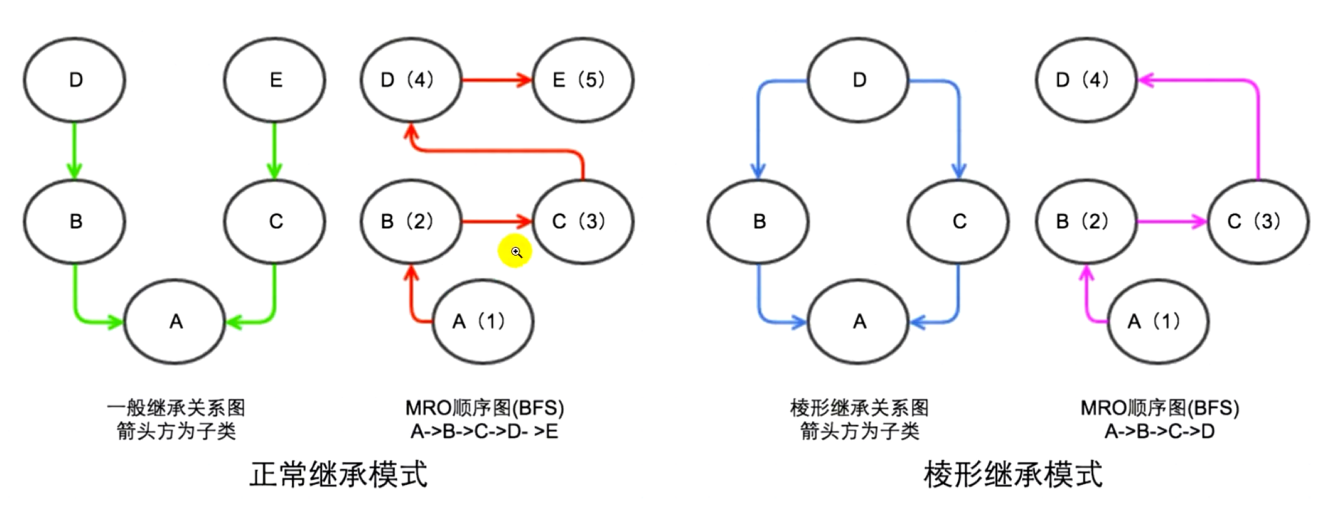 D
E
D（4）
E（5）
B
C
B（2）
C（3）
A
A（1）
一般继承关系图
箭头方为子类
MRO顺序图(BFS)
A->B->C->D- >E
正常继承模式
D
D（4）
B
C
B（2）
C（3）
A
A（1）
棱形继承关系图
箭头方为子类
MRO顺序图(BFS)
A->B->C->D
棱形继承模式